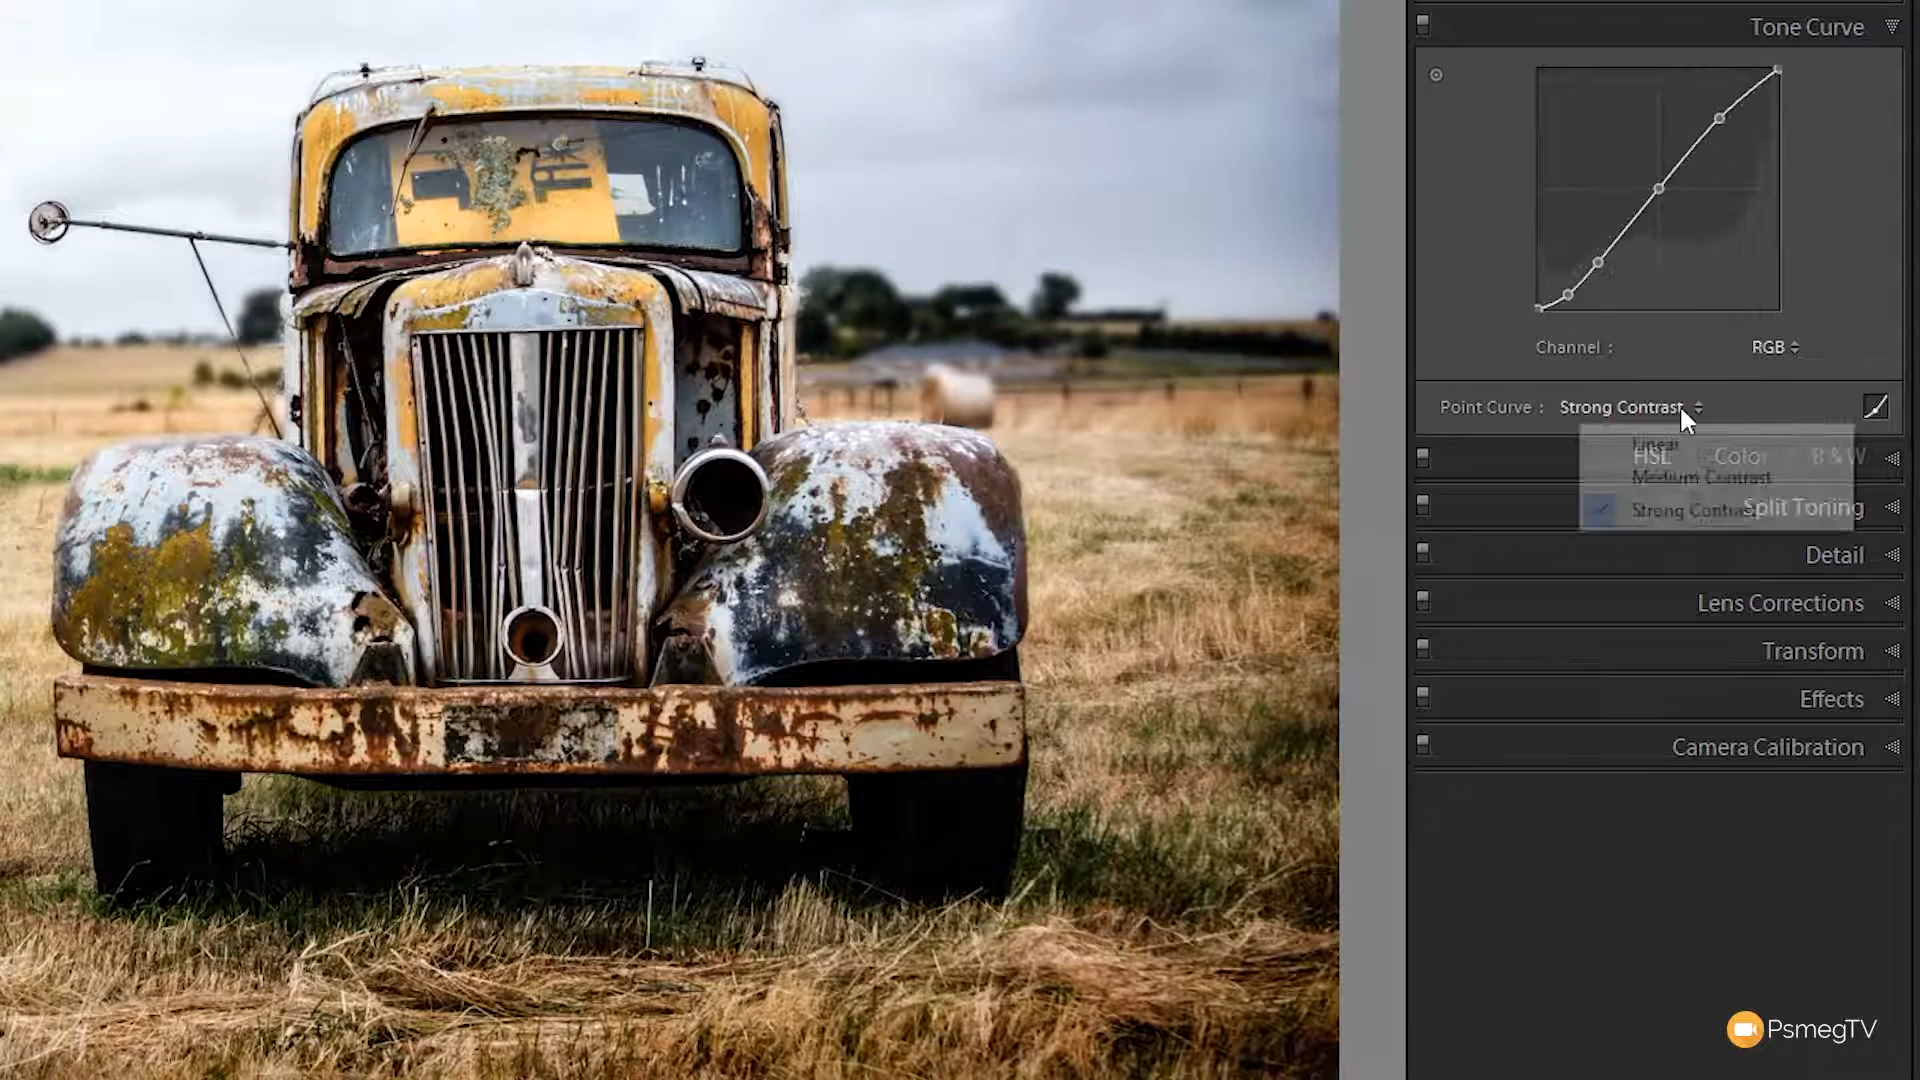 Tone Curve
Channel : RGB
Point Curve : Strong Contrast
Linear
HSL Color B & W
Medium Contrast
Strong Contrast
Split Toning
Detail
Lens Corrections
Transform
Effects
Camera Calibration
PsmegTV